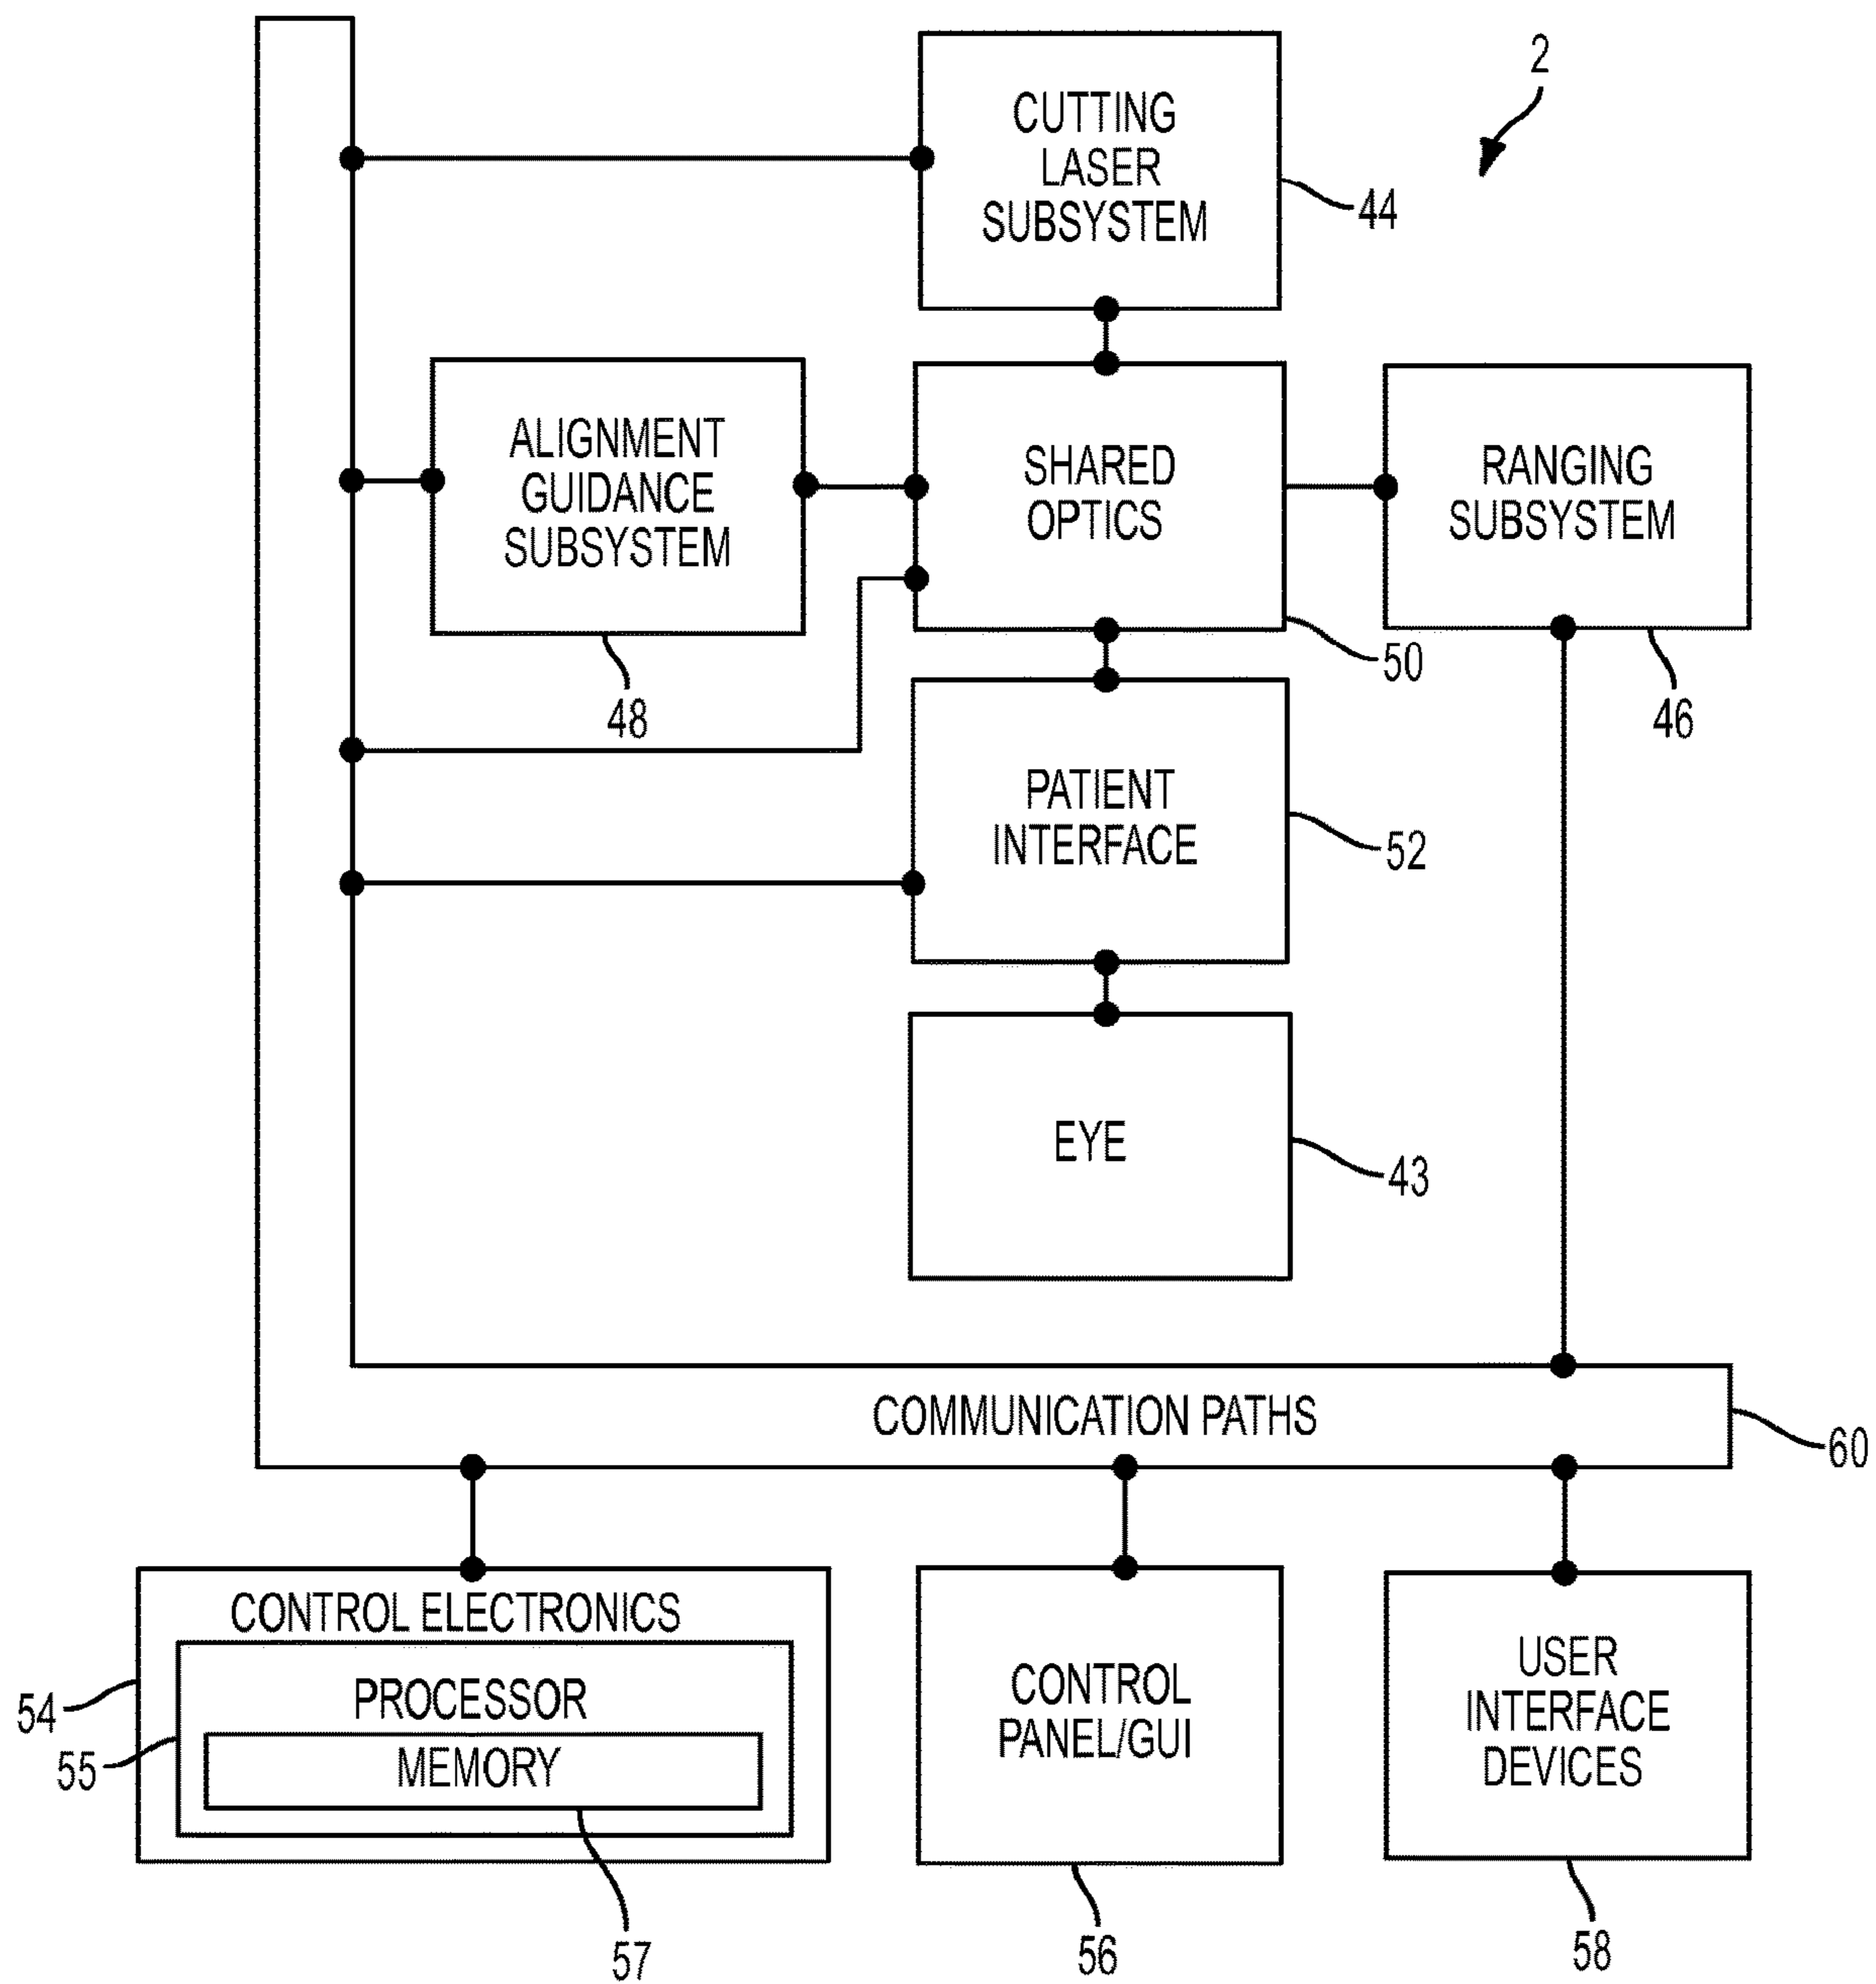 2
CUTTING
LASER
SUBSYSTEM
44
ALIGNMENT
GUIDANCE
SUBSYSTEM
48
SHARED
OPTICS
50
RANGING
SUBSYSTEM
46
PATIENT
INTERFACE
52
EYE
43
COMMUNICATION PATHS
60
CONTROL ELECTRONICS
54
PROCESSOR
55
MEMORY
57
CONTROL
PANEL/GUI
56
USER
INTERFACE
DEVICES
58